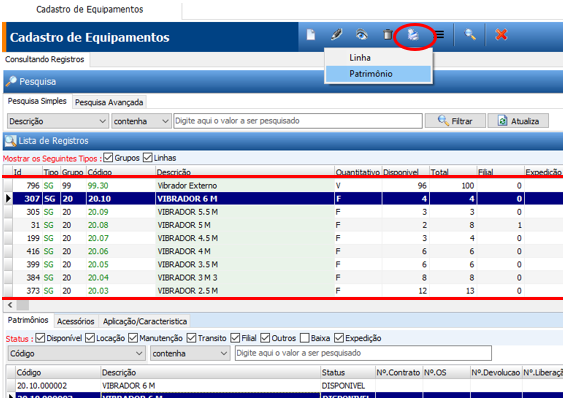 Cadastro de Equipamentos
Cadastro de Equipamentos
Linha
Patrimônio
Consultando Registros
Pesquisa
Pesquisa Simples Pesquisa Avançada
Descrição contenha Digite aqui o valor a ser pesquisado Filtrar Atualiza
Lista de Registros
Mostrar os Seguintes Tipos : Grupos Linhas
Id Tipo Grupo Código Descrição Quantitativo Disponivel Total Filial Expedição
796 SG 99 99.30 Vibrador Externo V 96 100 0
307 SG 20 20.10 VIBRADOR 6 M F 4 4 0
305 SG 20 20.09 VIBRADOR 5.5 M F 3 3 0
31 SG 20 20.08 VIBRADOR 5 M F 2 8 1
199 SG 20 20.07 VIBRADOR 4.5 M F 3 4 0
416 SG 20 20.06 VIBRADOR 4 M F 6 6 0
399 SG 20 20.05 VIBRADOR 3.5 M F 6 6 0
384 SG 20 20.04 VIBRADOR 3 M 3 F 8 8 0
373 SG 20 20.03 VIBRADOR 2.5 M F 12 13 0
Patrimônios Acessórios Aplicação/Caracteristica
Status : Disponível Locação Manutenção Transito Filial Outros Baixa Expedição
Código contenha Digite aqui o valor a ser pesquisado
Código Descrição Status Nº.Contrato Nº.OS Nº.Devolucao Nº.Liberaçã
20.10.000002 VIBRADOR 6 M DISPONIVEL
20.10.000003 VIBRADOR 6 M DISPONIVEL